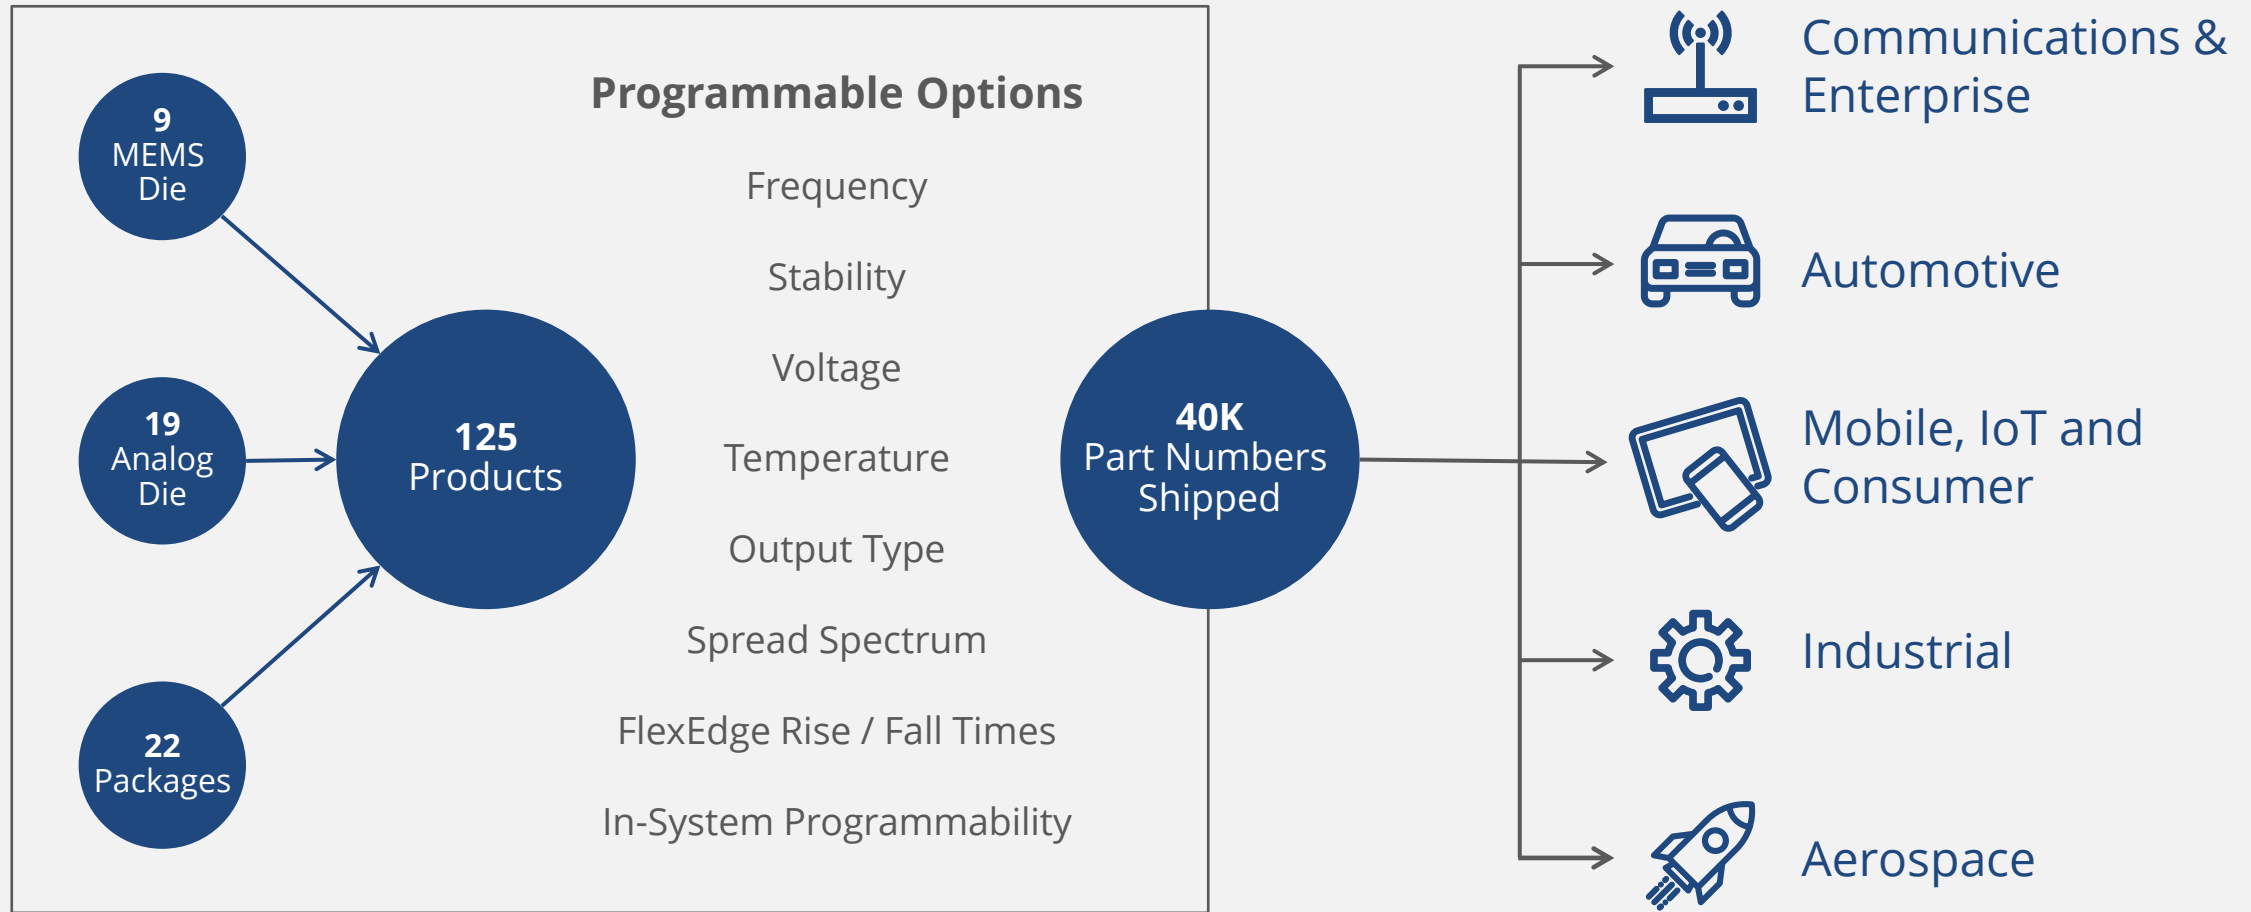 9
MEMS
Die
19
Analog
Die
22
Packages
125
Products
Programmable Options
Frequency
Stability
Voltage
Temperature
Output Type
Spread Spectrum
FlexEdge Rise / Fall Times
In-System Programmability
40K
Part Numbers
Shipped
Communications &
Enterprise
Automotive
Mobile, IoT and
Consumer
Industrial
Aerospace